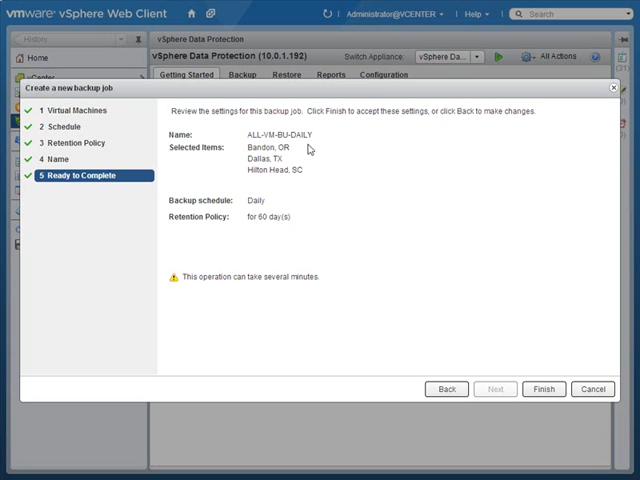 vmware vSphere Web Client
Administrator@VCENTER
Help
Search
History
Home
vCenter
vSphere Data Protection
vSphere Data Protection (10.0.1.192)
Switch Appliance:
vSphere Da...
All Actions
Getting Started
Backup
Restore
Reports
Configuration
Create a new backup job
1 Virtual Machines
2 Schedule
3 Retention Policy
4 Name
5 Ready to Complete
Review the settings for this backup job. Click Finish to accept these settings, or click Back to make changes.
Name: ALL-VM-BU-DAILY
Selected Items: Bandon, OR
Dallas, TX
Hilton Head, SC
Backup schedule: Daily
Retention Policy: for 60 day(s)
This operation can take several minutes.
Back
Next
Finish
Cancel